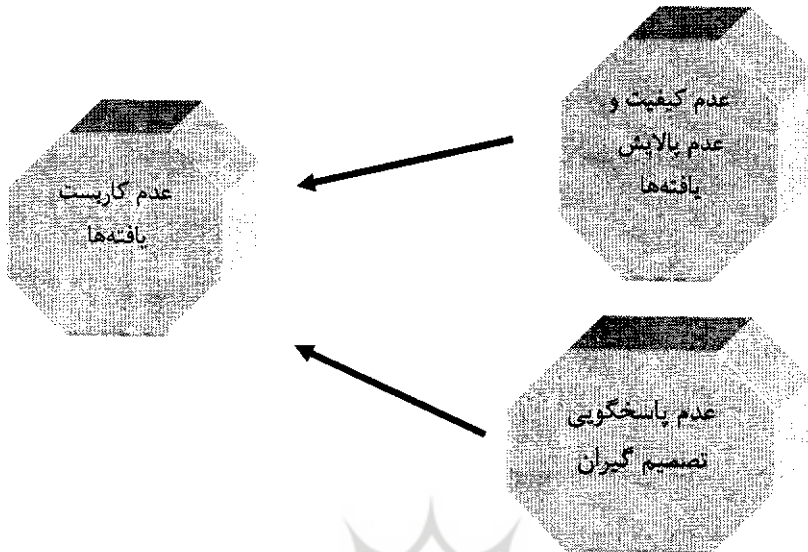 عدم کیفیت و
عدم پالایش
یافته‌ها
عدم کاربست
یافته‌ها
عدم پاسخگویی
تصمیم گیران